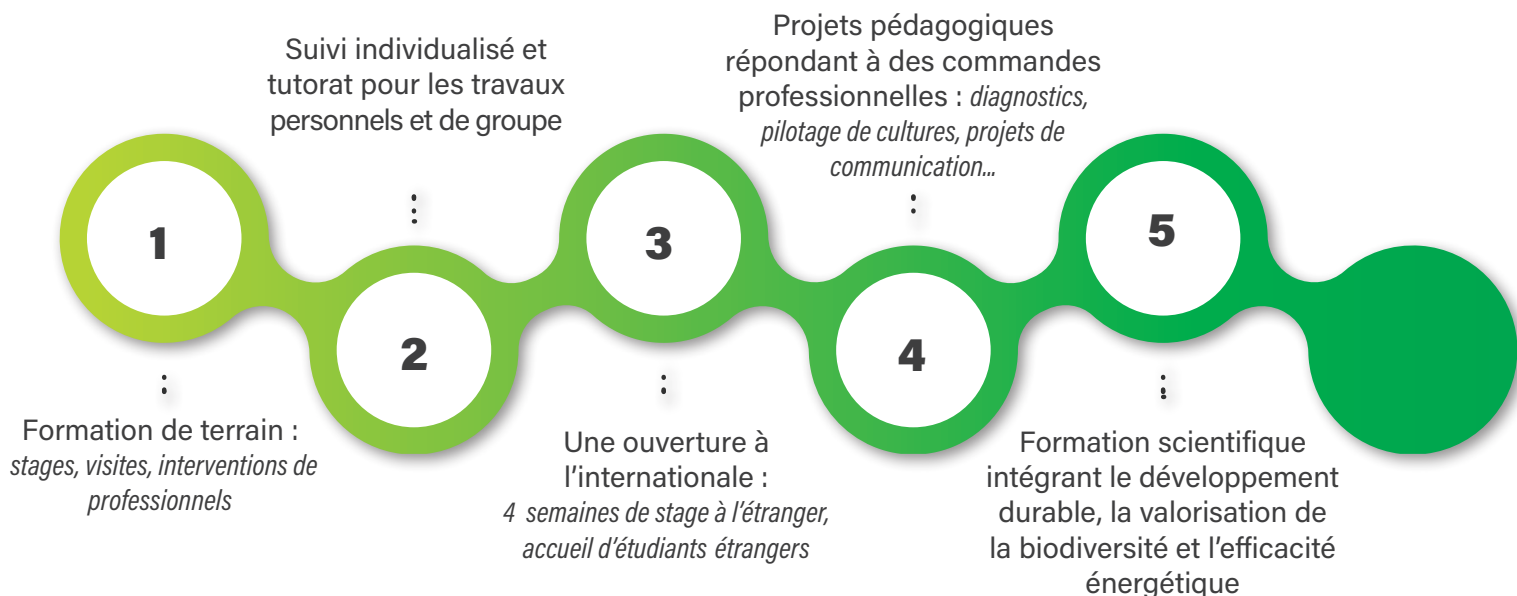 1
Formation de terrain :
stages, visites, interventions de
professionnels
Suivi individualisé et
tutorat pour les travaux
personnels et de groupe
2
3
Une ouverture à
l'internationale :
4 semaines de stage à l'étranger,
accueil d'étudiants étrangers
Projets pédagogiques
répondant à des commandes
professionnelles : diagnostics,
pilotage de cultures, projets de
communication...
4
5
Formation scientifique
intégrant le développement
durable, la valorisation de
la biodiversité et l'efficacité
énergétique